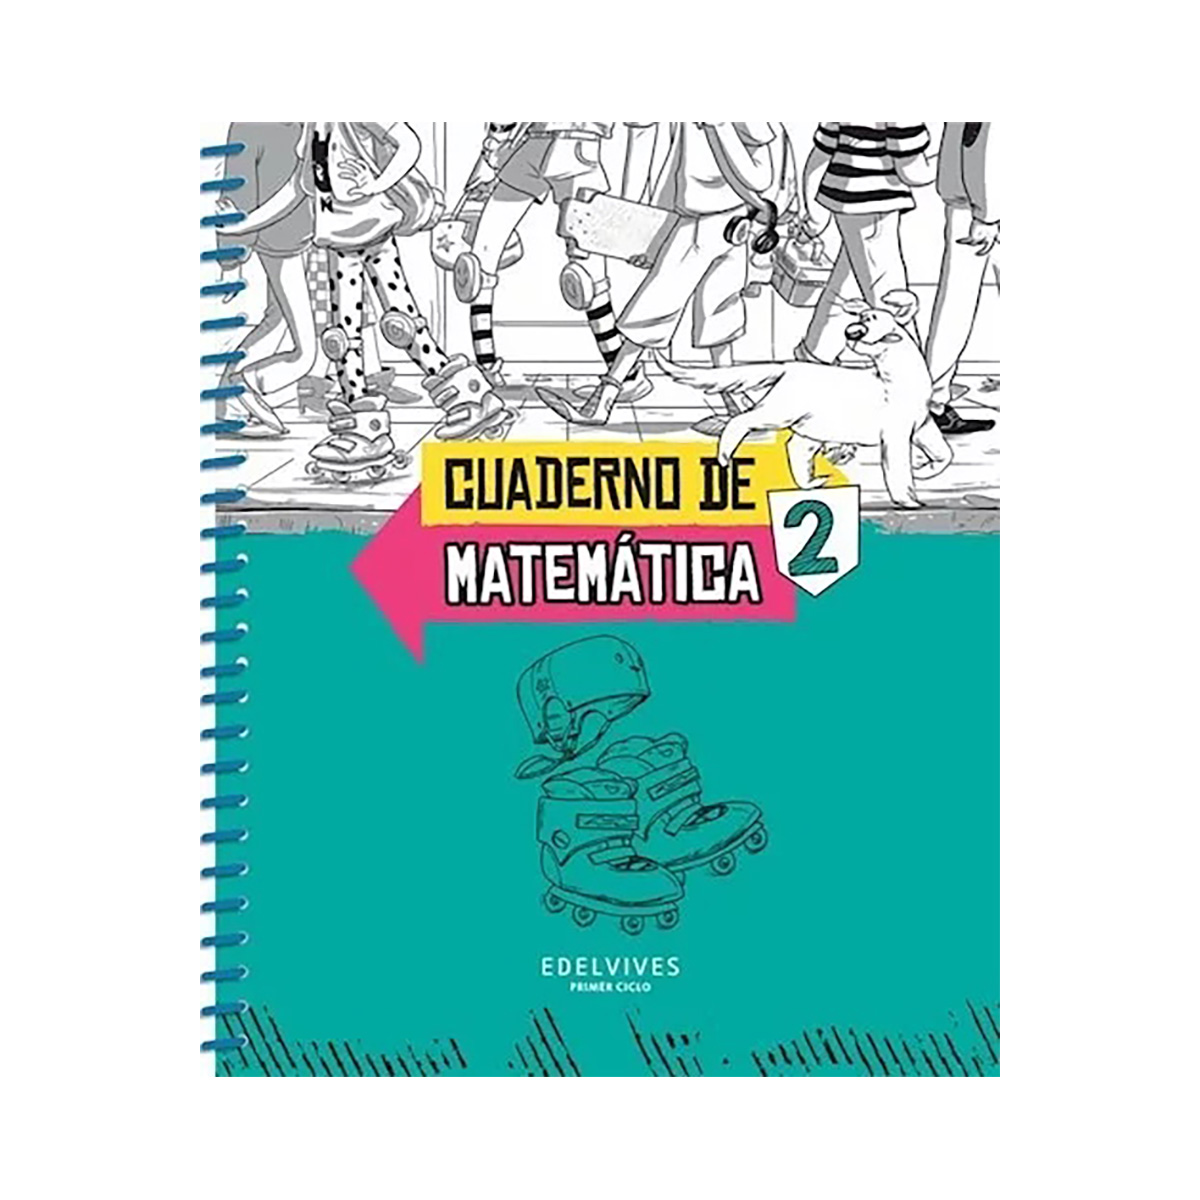 CUADERNO DE
MATEMÁTICA
2
EDELVIVES
PRIMER CICLO